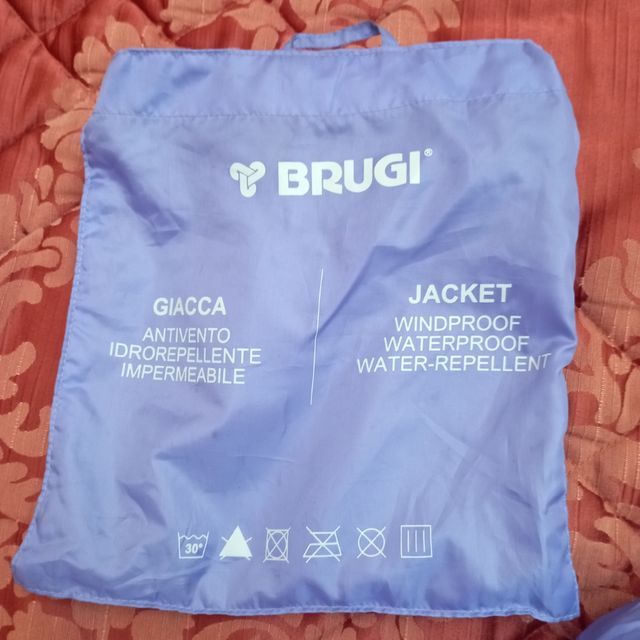 BRUGI®
GIACCA
ANTIVENTO
IDROREPELLENTE
IMPERMEABILE
JACKET
WINDPROOF
WATERPROOF
WATER-REPELLENT
30°